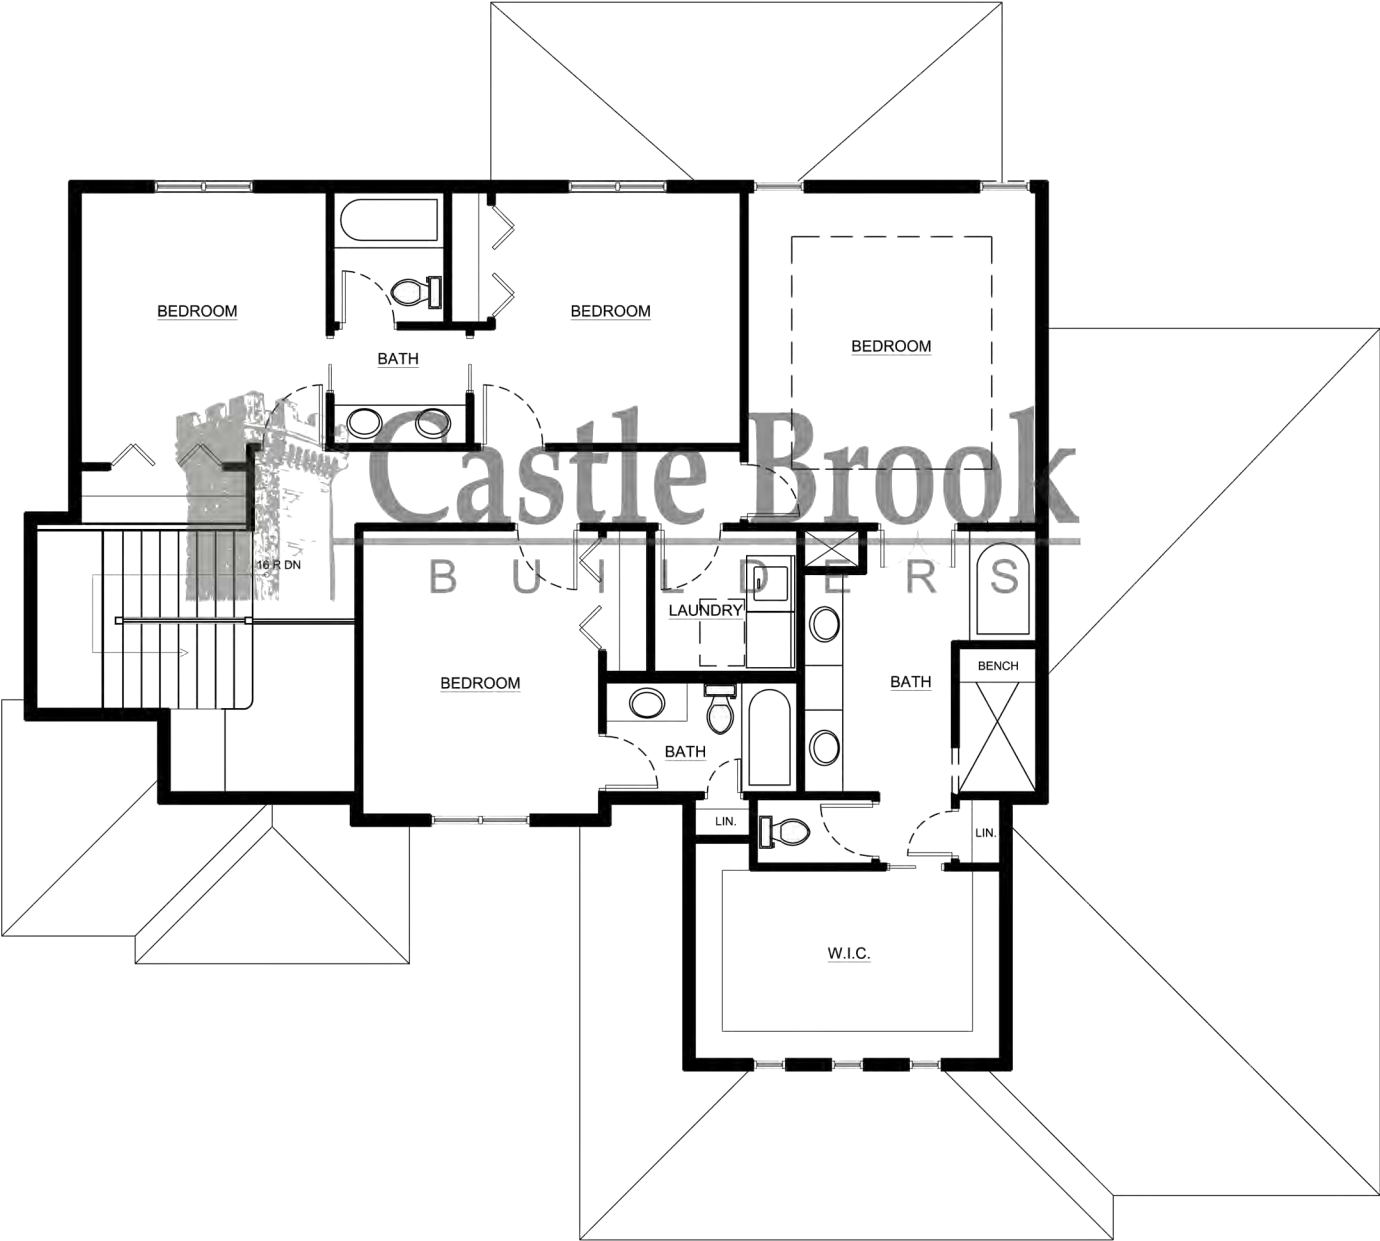 BEDROOM
BEDROOM
BEDROOM
BATH
Castle Brook
BUILDERS
16 R DN
LAUNDRY
BENCH
BEDROOM
BATH
BATH
LIN.
LIN.
W.I.C.